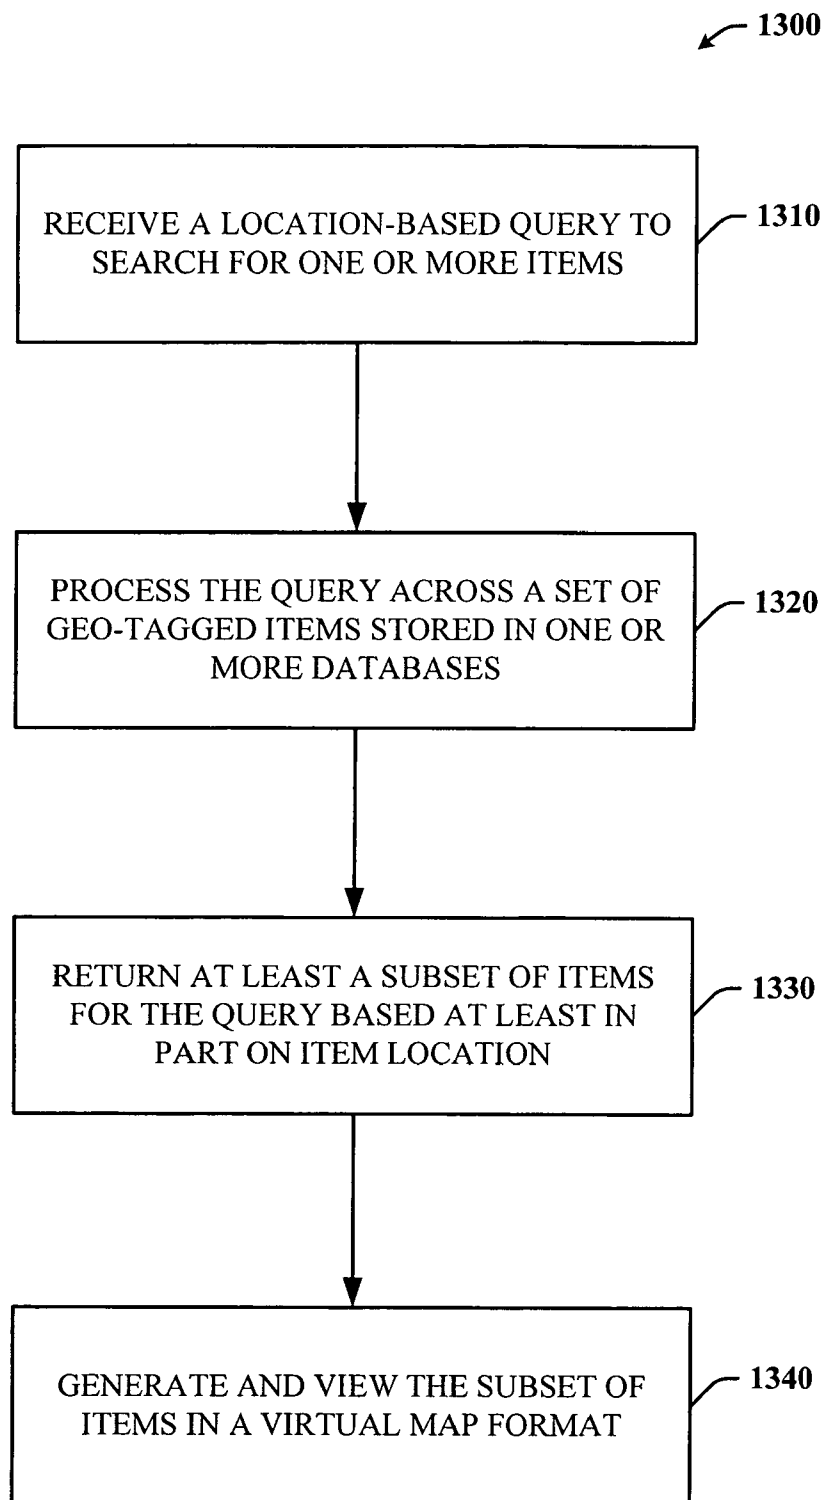 1300
RECEIVE A LOCATION-BASED QUERY TO
SEARCH FOR ONE OR MORE ITEMS
1310
PROCESS THE QUERY ACROSS A SET OF
GEO-TAGGED ITEMS STORED IN ONE OR
MORE DATABASES
1320
RETURN AT LEAST A SUBSET OF ITEMS
FOR THE QUERY BASED AT LEAST IN
PART ON ITEM LOCATION
1330
GENERATE AND VIEW THE SUBSET OF
ITEMS IN A VIRTUAL MAP FORMAT
1340